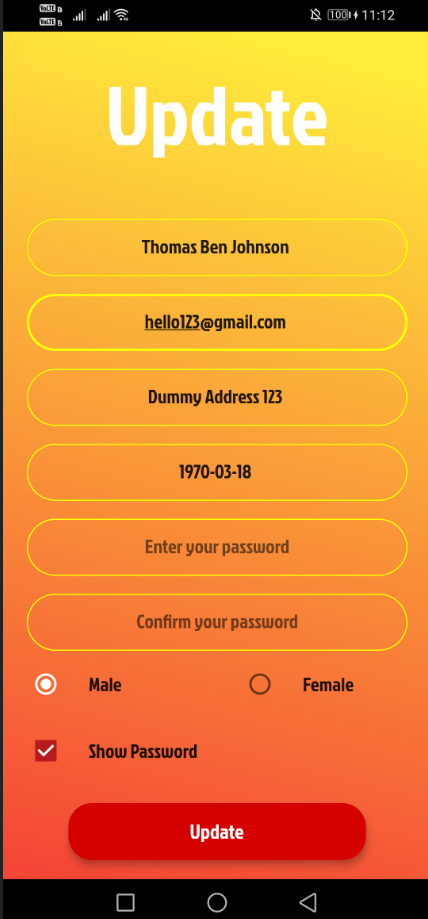 VoLTE
VoLTE
100
11:12
Update
Thomas Ben Johnson
hello123@gmail.com
Dummy Address 123
1970-03-18
Enter your password
Confirm your password
Male Female
Show Password
Update